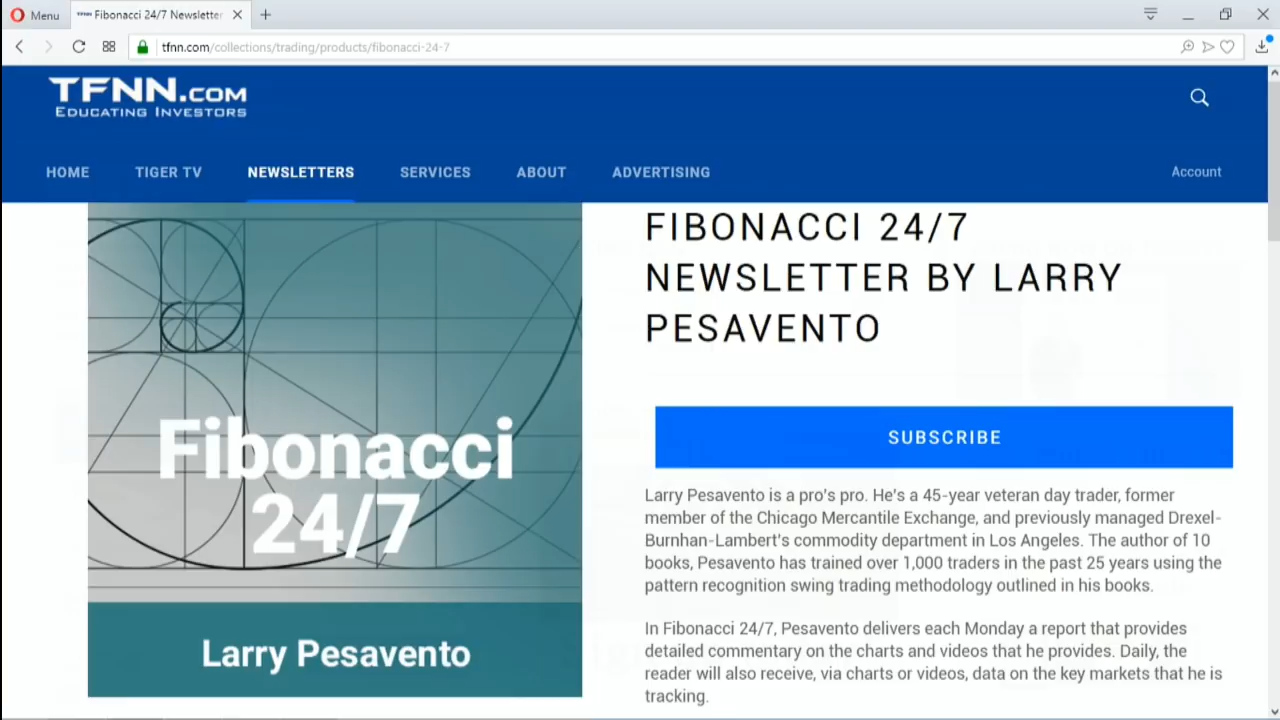 Menu
Fibonacci 24/7 Newsletter
tfnn.com/collections/trading/products/fibonacci-24-7
TFNN.COM
EDUCATING INVESTORS
HOME
TIGER TV
NEWSLETTERS
SERVICES
ABOUT
ADVERTISING
Account
Fibonacci
24/7
Larry Pesavento
FIBONACCI 24/7
NEWSLETTER BY LARRY
PESAVENTO
SUBSCRIBE
Larry Pesavento is a pro's pro. He's a 45-year veteran day trader, former
member of the Chicago Mercantile Exchange, and previously managed Drexel-
Burnhan-Lambert's commodity department in Los Angeles. The author of 10
books, Pesavento has trained over 1,000 traders in the past 25 years using the
pattern recognition swing trading methodology outlined in his books.
In Fibonacci 24/7, Pesavento delivers each Monday a report that provides
detailed commentary on the charts and videos that he provides. Daily, the
reader will also receive, via charts or videos, data on the key markets that he is
tracking.